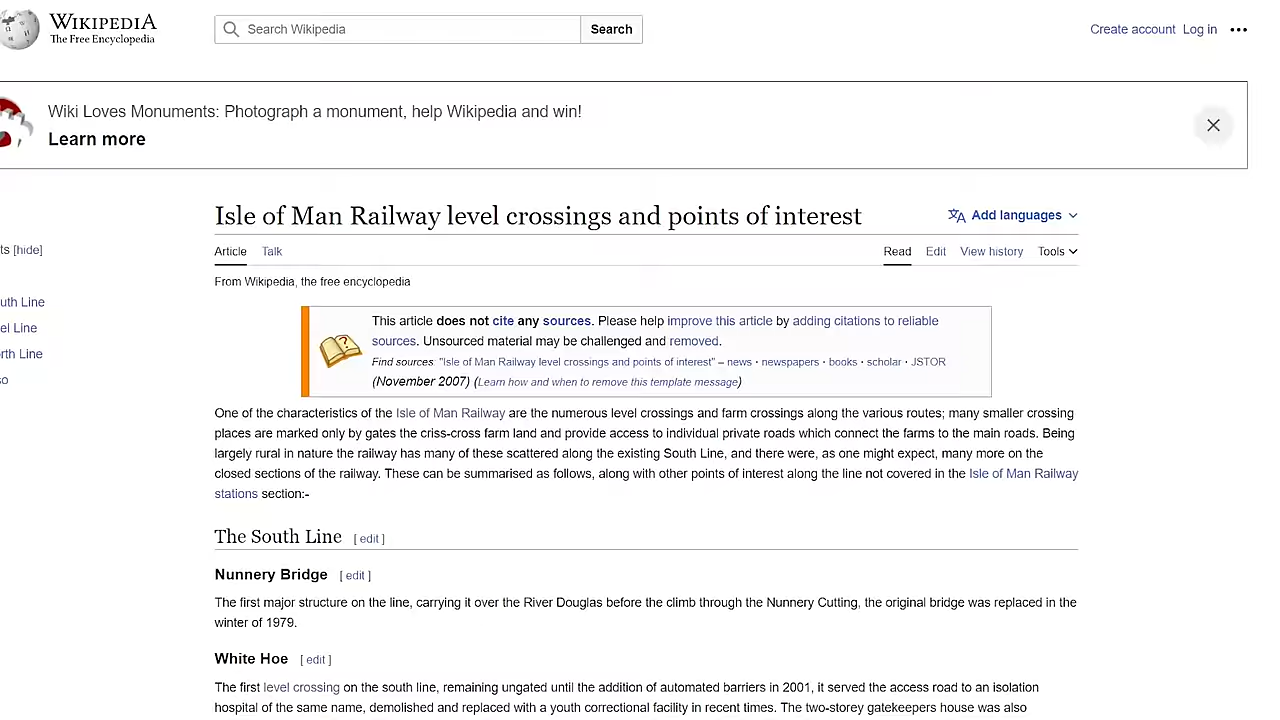 WIKIPEDIA
The Free Encyclopedia
Search Wikipedia
Search
Create account Log in
Wiki Loves Monuments: Photograph a monument, help Wikipedia and win!
Learn more
Isle of Man Railway level crossings and points of interest
Add languages
ts [hide]
Article Talk
Read Edit View history Tools
From Wikipedia, the free encyclopedia
uth Line
el Line
rth Line
so
This article does not cite any sources. Please help improve this article by adding citations to reliable
sources. Unsourced material may be challenged and removed.
Find sources: "Isle of Man Railway level crossings and points of interest" – news · newspapers · books · scholar · JSTOR
(November 2007) (Learn how and when to remove this template message)
One of the characteristics of the Isle of Man Railway are the numerous level crossings and farm crossings along the various routes; many smaller crossing
places are marked only by gates the criss-cross farm land and provide access to individual private roads which connect the farms to the main roads. Being
largely rural in nature the railway has many of these scattered along the existing South Line, and there were, as one might expect, many more on the
closed sections of the railway. These can be summarised as follows, along with other points of interest along the line not covered in the Isle of Man Railway
stations section:-
The South Line [ edit ]
Nunnery Bridge [ edit ]
The first major structure on the line, carrying it over the River Douglas before the climb through the Nunnery Cutting, the original bridge was replaced in the
winter of 1979.
White Hoe [ edit ]
The first level crossing on the south line, remaining ungated until the addition of automated barriers in 2001, it served the access road to an isolation
hospital of the same name, demolished and replaced with a youth correctional facility in recent times. The two-storey gatekeepers house was also